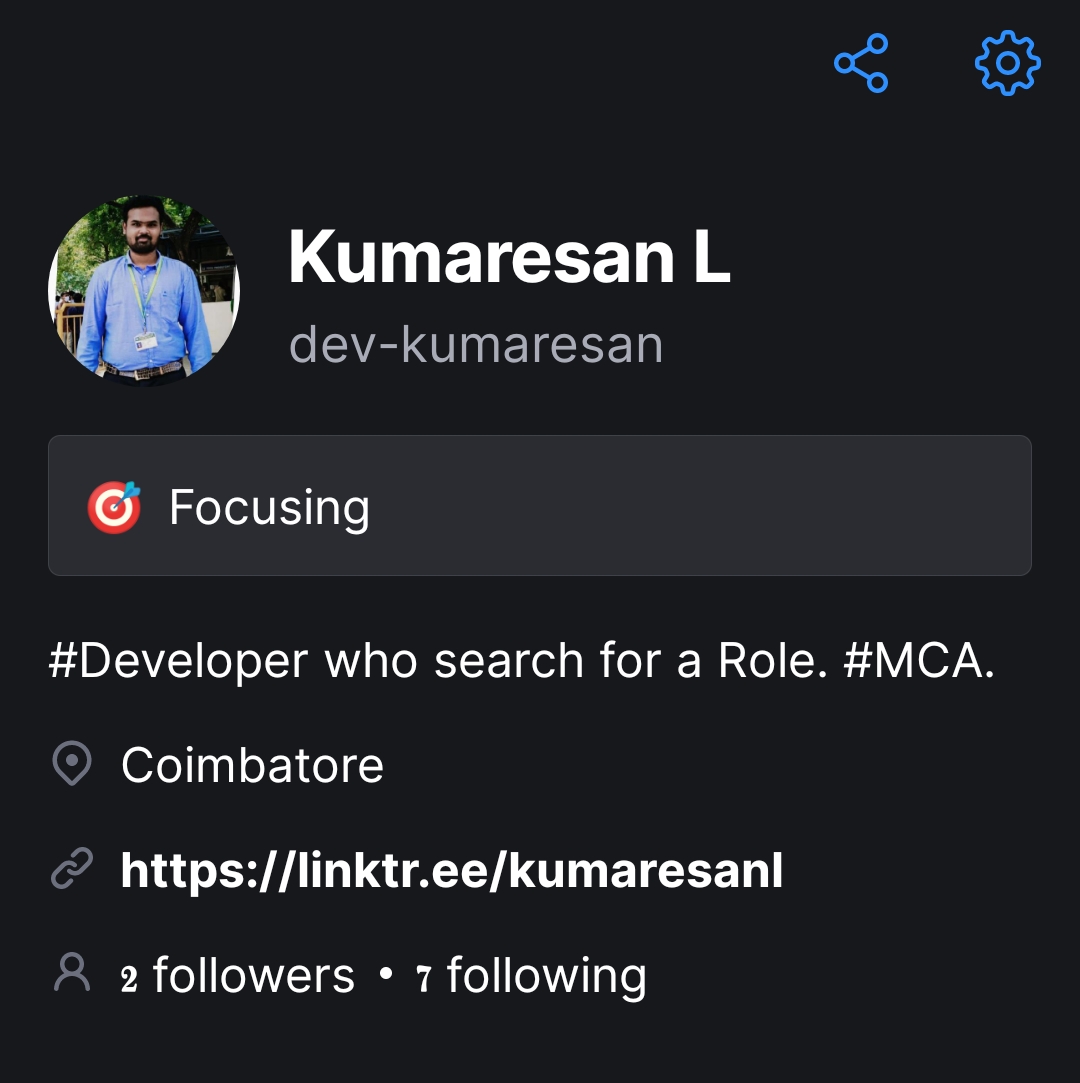 Kumaresan L
dev-kumaresan
🎯 Focusing
#Developer who search for a Role. #MCA.
Coimbatore
https://linktr.ee/kumaresanl
2 followers • 7 following